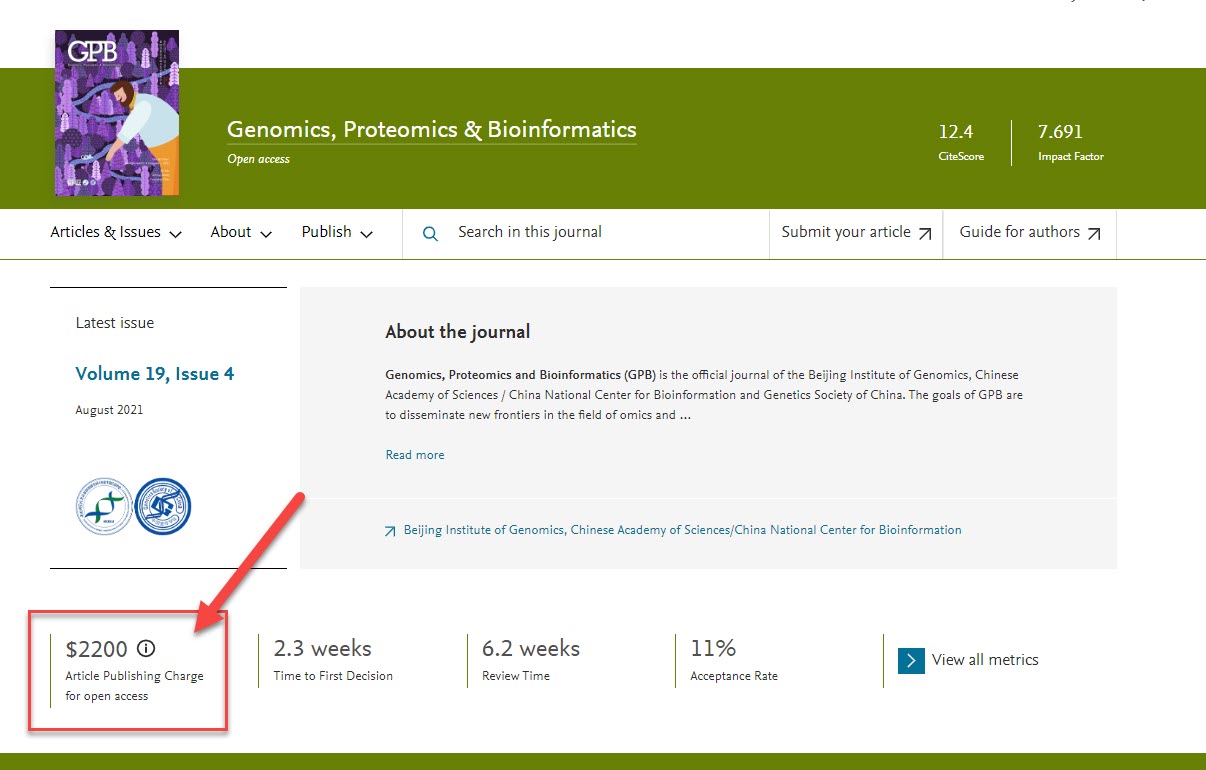 GPB
Genomics, Proteomics & Bioinformatics
Open access
12.4
CiteScore
7.691
Impact Factor
Articles & Issues
About
Publish
Search in this journal
Submit your article
Guide for authors
Latest issue
Volume 19, Issue 4
August 2021
About the journal
Genomics, Proteomics and Bioinformatics (GPB) is the official journal of the Beijing Institute of Genomics, Chinese
Academy of Sciences / China National Center for Bioinformation and Genetics Society of China. The goals of GPB are
to disseminate new frontiers in the field of omics and ...
Read more
Beijing Institute of Genomics, Chinese Academy of Sciences/China National Center for Bioinformation
$2200
Article Publishing Charge
for open access
2.3 weeks
Time to First Decision
6.2 weeks
Review Time
11%
Acceptance Rate
View all metrics